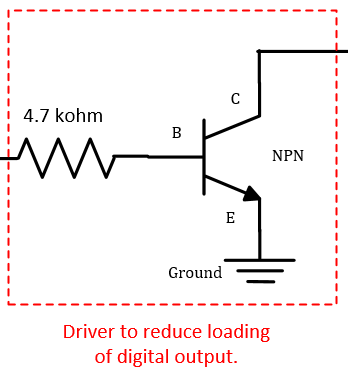 C
4.7 kohm
B
NPN
E
Ground
Driver to reduce loading
of digital output.